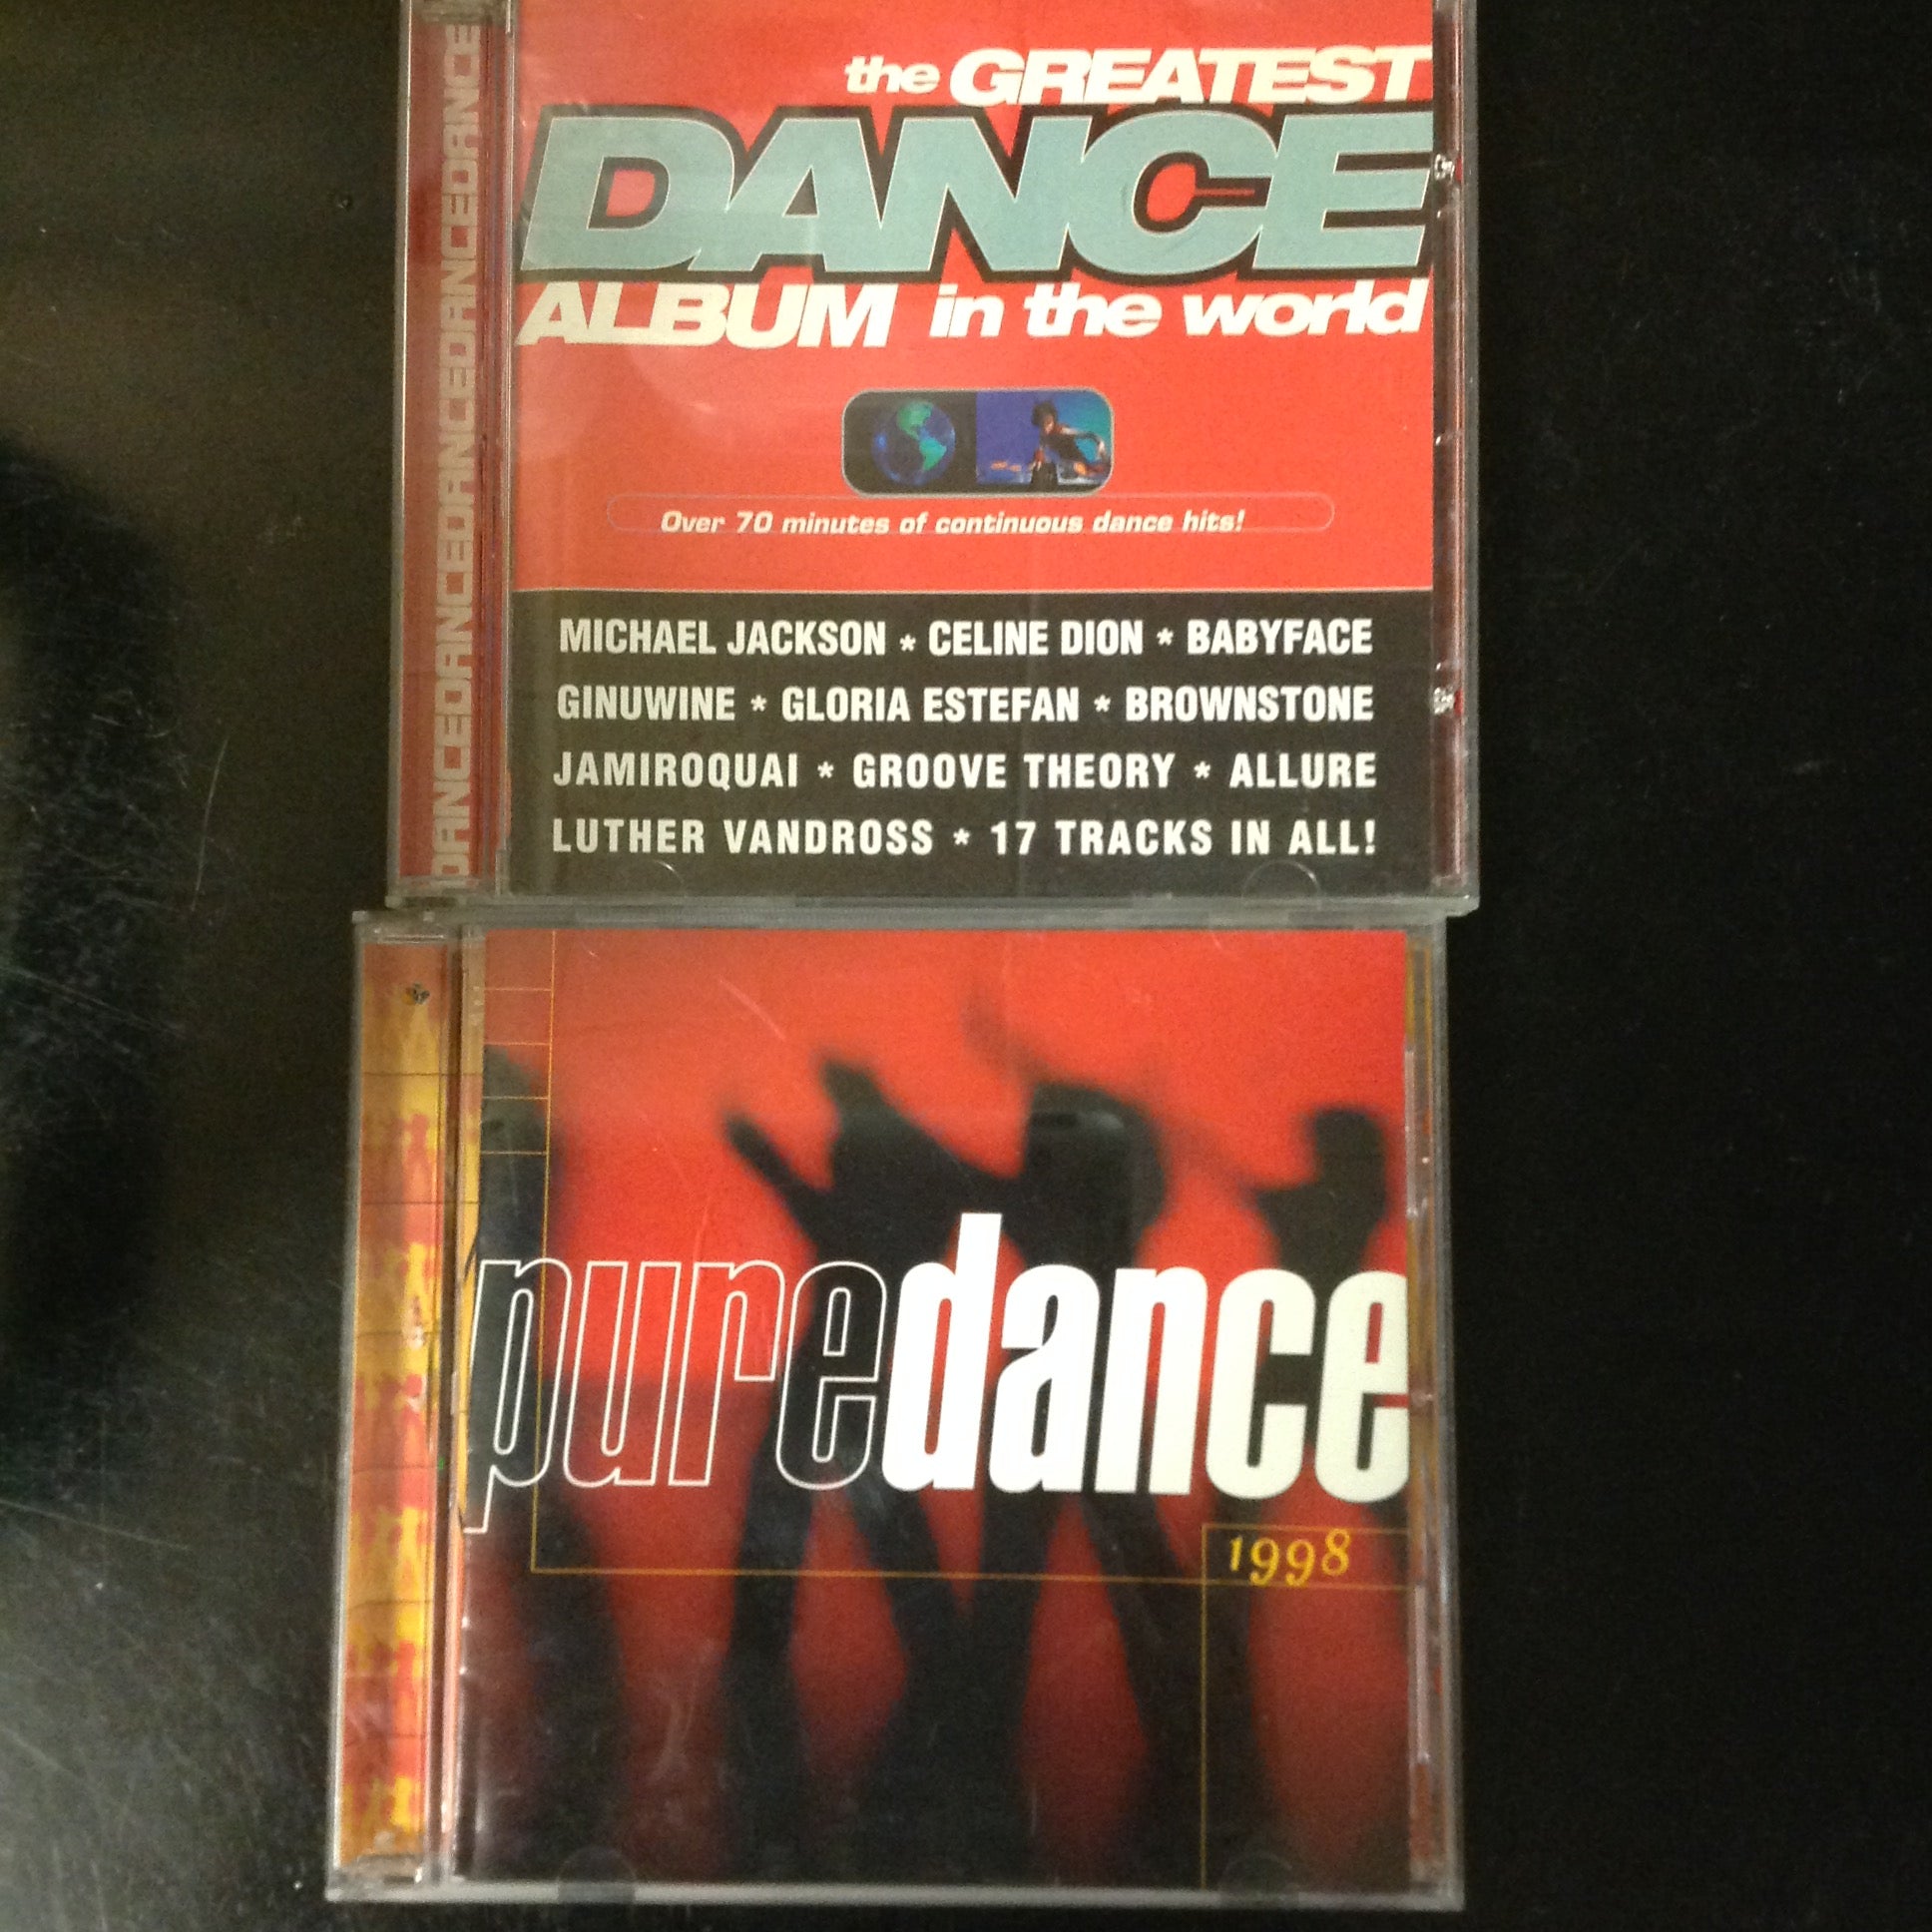 DANCEDANCEDANCEDANCEDANCEDANCE
the GREATEST
DANCE
ALBUM in the world
Over 70 minutes of continuous dance hits!
MICHAEL JACKSON * CELINE DION * BABYFACE
GINUWINE * GLORIA ESTEFAN * BROWNSTONE
JAMIROQUAI * GROOVE THEORY * ALLURE
LUTHER VANDROSS * 17 TRACKS IN ALL!
puredance
1998